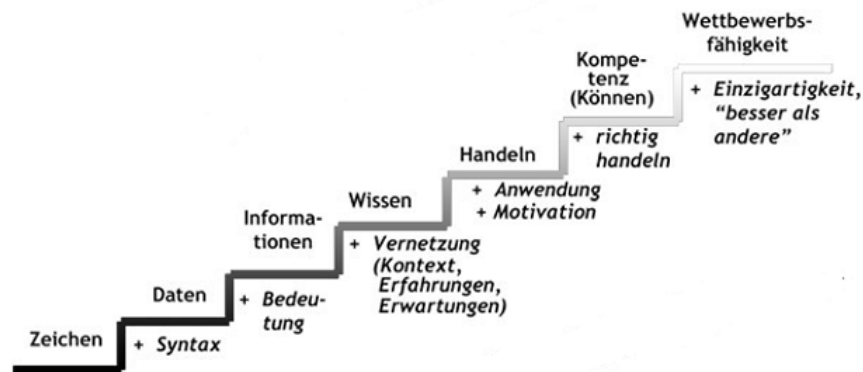 Wettbewerbs-
fähigkeit
+ Einzigartigkeit,
"besser als
andere"
Kompe-
tenz
(Können)
+ richtig
handeln
Handeln
+ Anwendung
+ Motivation
Wissen
+ Vernetzung
(Kontext,
Erfahrungen,
Erwartungen)
Informa-
tionen
+ Bedeu-
tung
Daten
+ Syntax
Zeichen